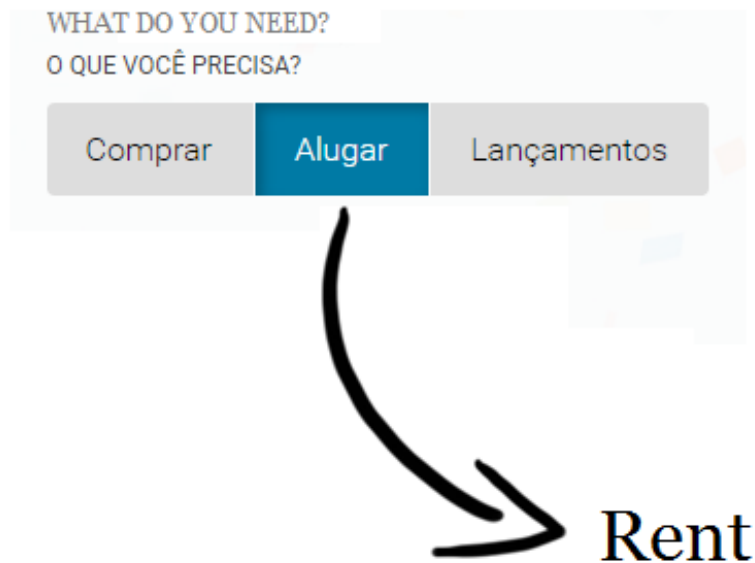 WHAT DO YOU NEED?
O QUE VOCÊ PRECISA?
Comprar Alugar Lançamentos
Rent